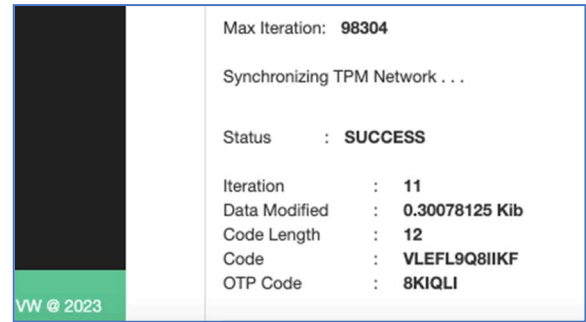 Max Iteration: 98304
Synchronizing TPM Network . . .
Status : SUCCESS
Iteration : 11
Data Modified : 0.30078125 Kib
Code Length : 12
Code : VLEFL9Q8IIKF
OTP Code : 8KIQLI
VW @ 2023